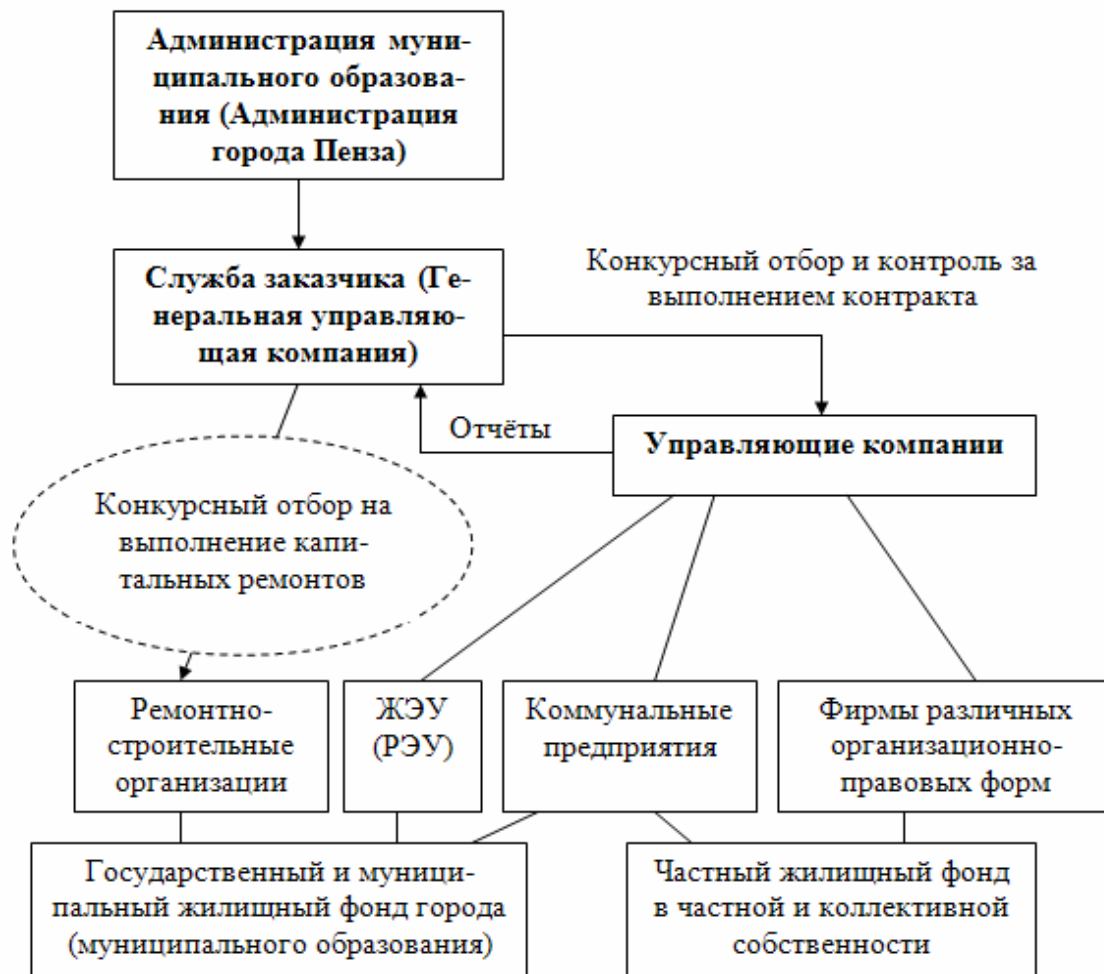 Администрация муни-
ципального образова-
ния (Администрация
города Пенза)
Служба заказчика (Ге-
неральная управляю-
щая компания)
Конкурсный отбор и контроль за
выполнением контракта
Отчёты
Управляющие компании
Конкурсный отбор на
выполнение капи-
тальных ремонтов
Ремонтно-
строительные
организации
ЖЭУ
(РЭУ)
Коммунальные
предприятия
Фирмы различных
организационно-
правовых форм
Государственный и муници-
пальный жилищный фонд города
(муниципального образования)
Частный жилищный фонд
в частной и коллективной
собственности